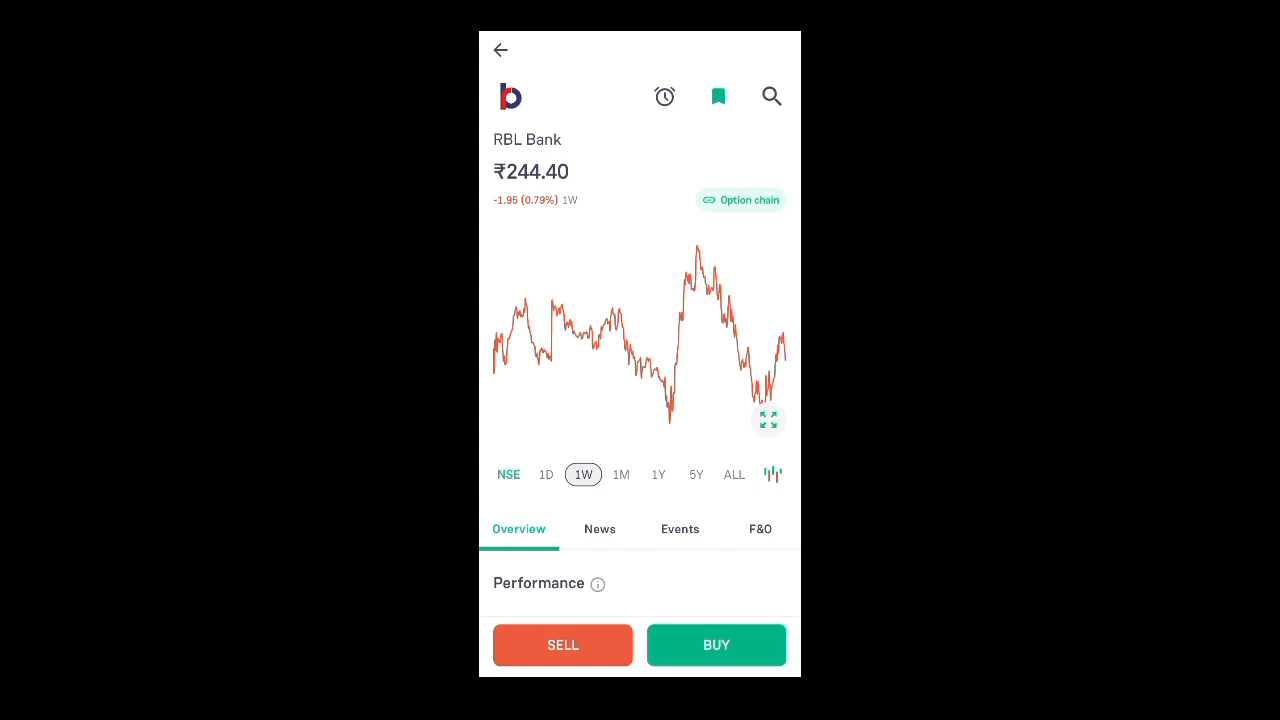 RBL Bank
₹244.40
-1.95 (0.79%) 1W
Option chain
NSE 1D 1W 1M 1Y 5Y ALL
Overview News Events F&O
Performance
SELL BUY